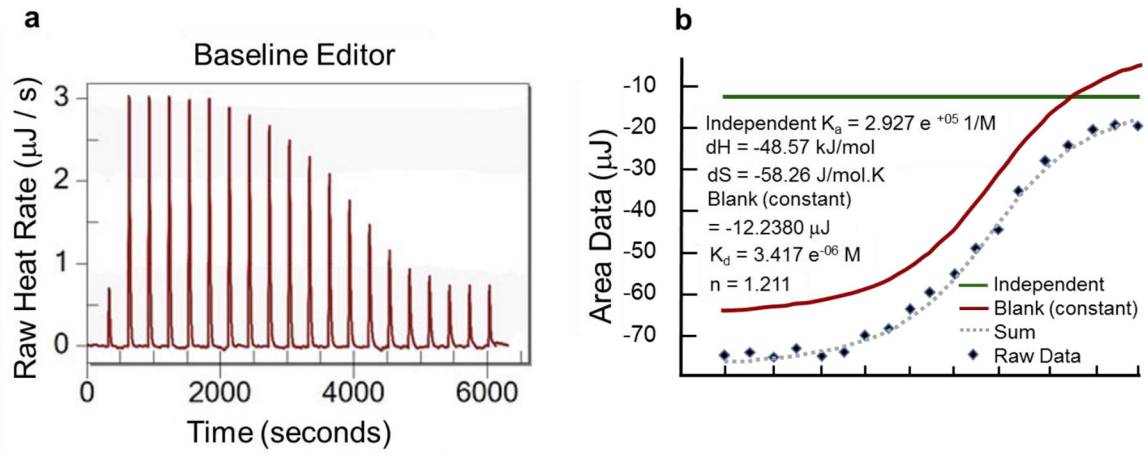 a
Baseline Editor
Raw Heat Rate (μJ / s)
3
2
1
0
0 2000 4000 6000
Time (seconds)
b
Area Data (μJ)
-10
-20
-30
-40
-50
-60
-70
Independent Ka = 2.927 e +05 1/M
dH = -48.57 kJ/mol
dS = -58.26 J/mol.K
Blank (constant)
= -12.2380 μJ
Kd = 3.417 e-06 M
n = 1.211
Independent
Blank (constant)
Sum
Raw Data